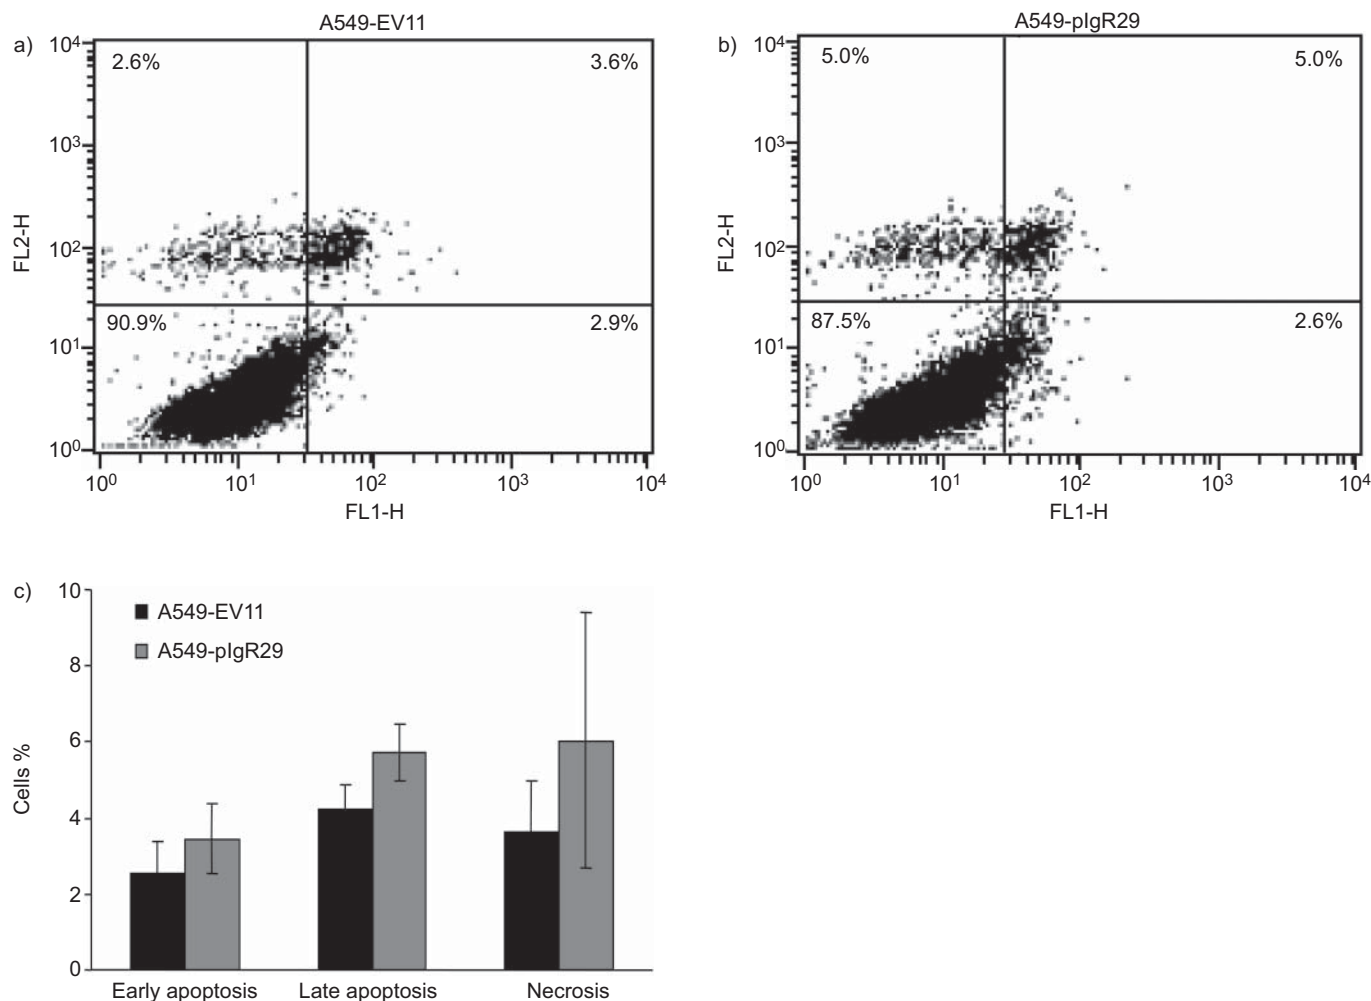 a)
A549-EV11
10⁴
10³
10²
10¹
10⁰
FL2-H
2.6%
3.6%
90.9%
2.9%
10⁰ 10¹ 10² 10³ 10⁴
FL1-H
b)
A549-pIgR29
10⁴
10³
10²
10¹
10⁰
FL2-H
5.0%
5.0%
87.5%
2.6%
10⁰ 10¹ 10² 10³ 10⁴
FL1-H
c)
10
8
6
4
2
0
Cells %
A549-EV11
A549-pIgR29
Early apoptosis
Late apoptosis
Necrosis